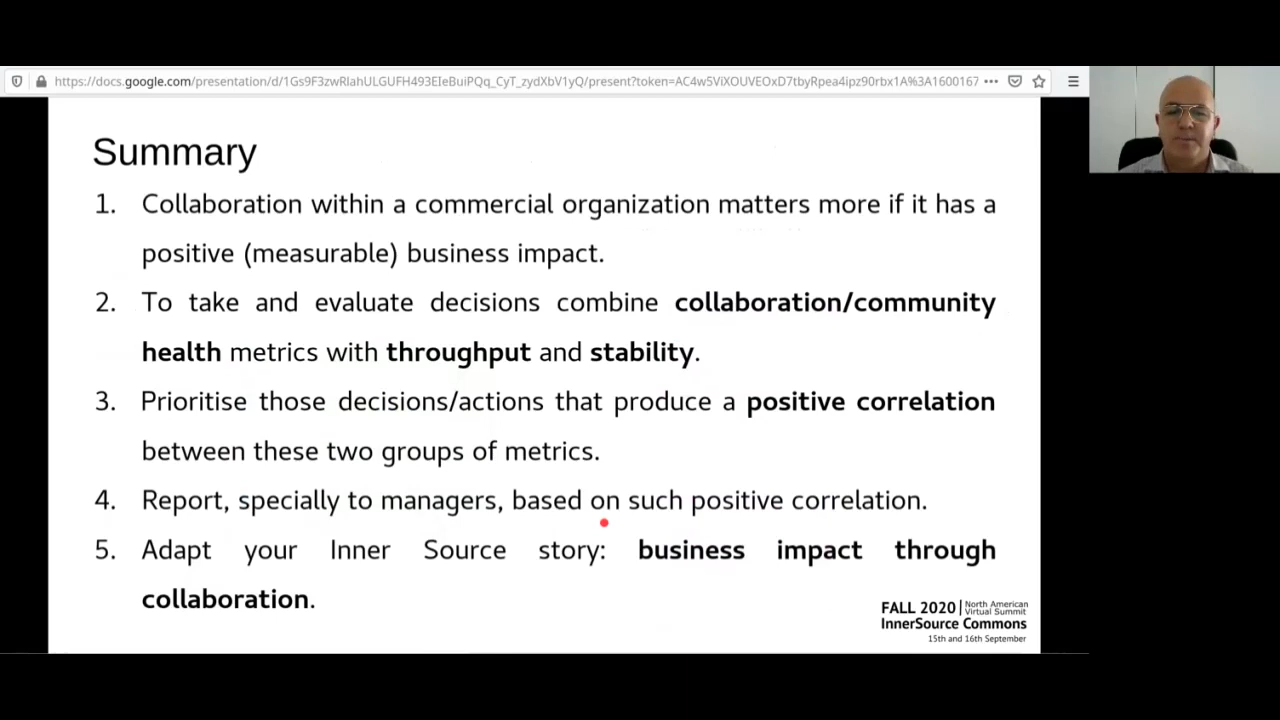 https://docs.google.com/presentation/d/1Gs9F3zwRlahULGUFH493EIeBuiPQq_CyT_zydXbV1yQ/present?token=AC4w5ViXOUVEOxD7tbyRpea4ipz90rbx1A%3A1600167
Summary
1. Collaboration within a commercial organization matters more if it has a
positive (measurable) business impact.
2. To take and evaluate decisions combine collaboration/community
health metrics with throughput and stability.
3. Prioritise those decisions/actions that produce a positive correlation
between these two groups of metrics.
4. Report, specially to managers, based on such positive correlation.
5. Adapt your Inner Source story: business impact through
collaboration.
FALL 2020 | North American
Virtual Summit
InnerSource Commons
15th and 16th September